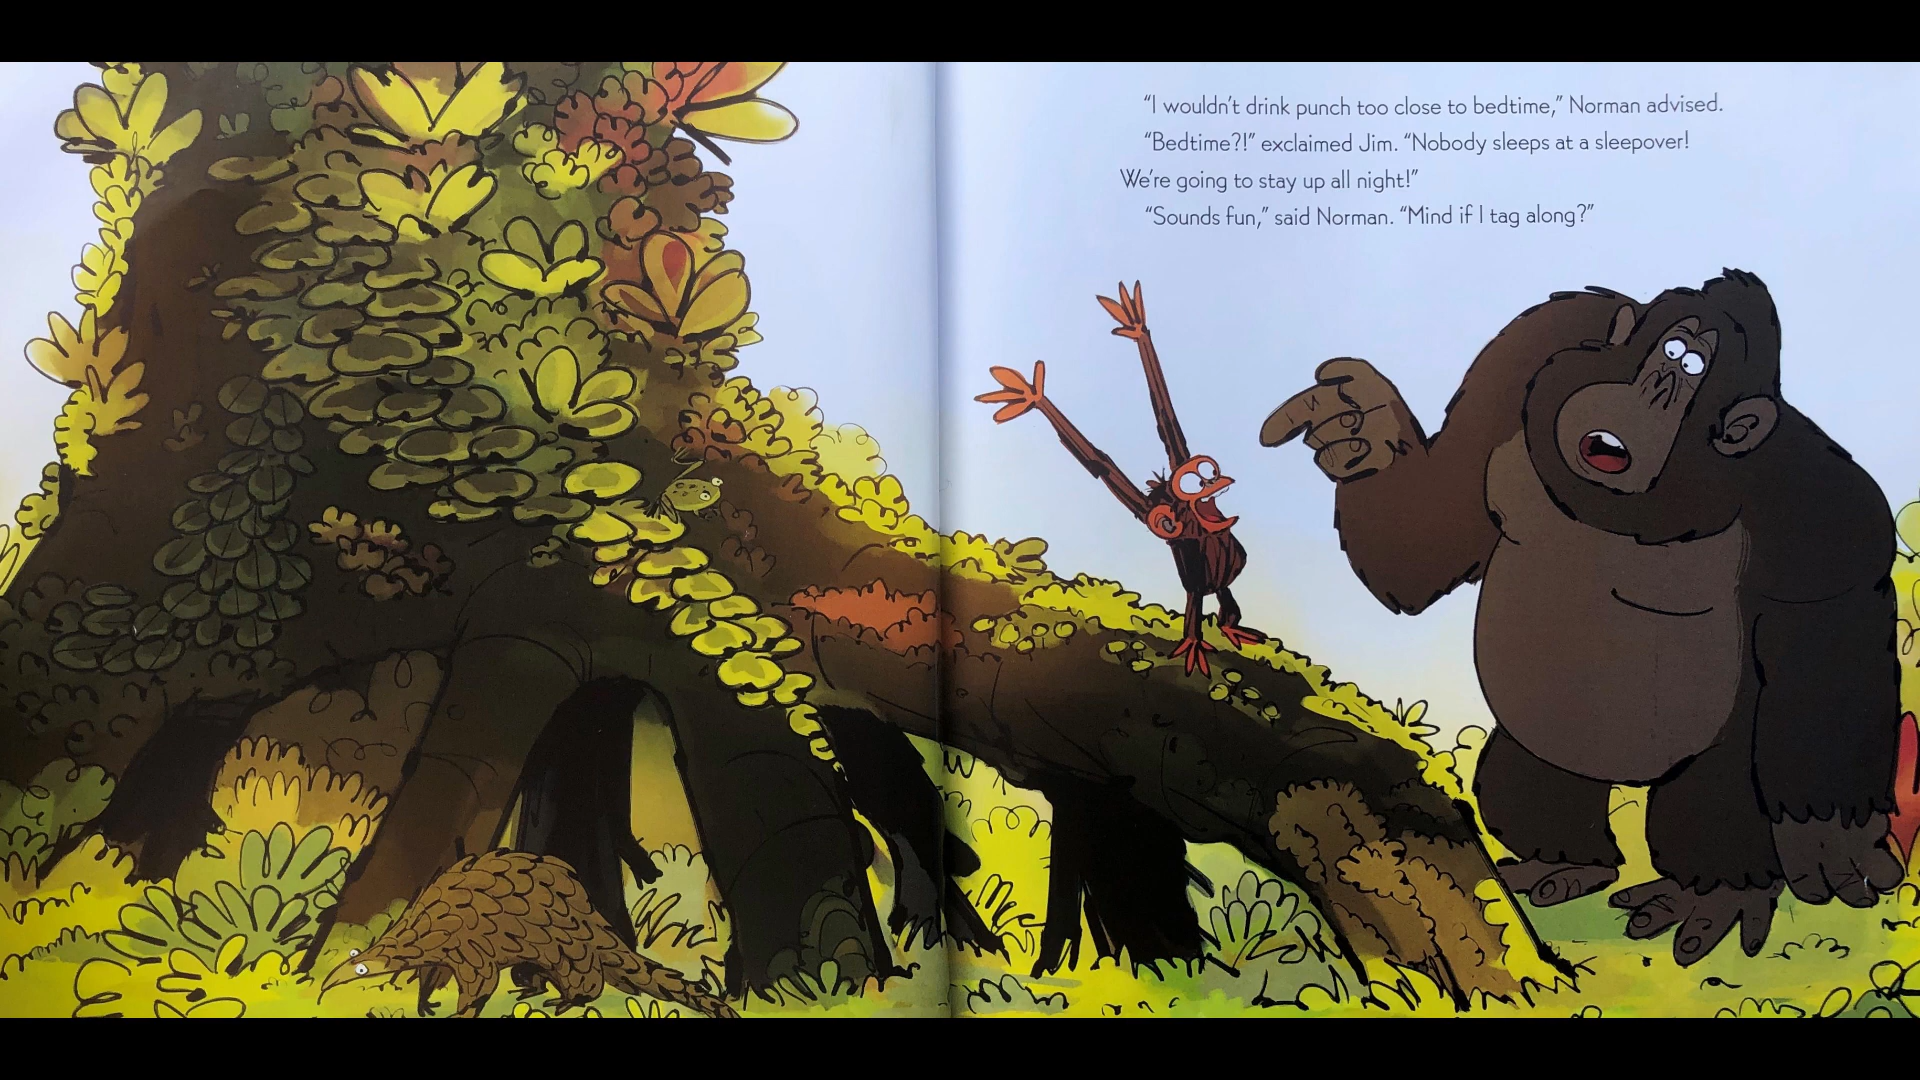 “I wouldn’t drink punch too close to bedtime,” Norman advised.
“Bedtime?!” exclaimed Jim. “Nobody sleeps at a sleepover!
We’re going to stay up all night!”
“Sounds fun,” said Norman. “Mind if I tag along?”